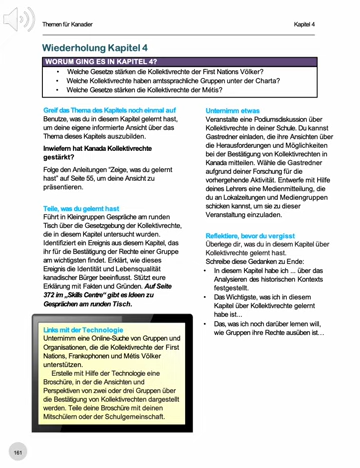 Themen für Kanadier
Kapitel 4
Wiederholung Kapitel 4
WORUM GING ES IN KAPITEL 4?
• Welche Gesetze stärken die Kollektivrechte der First Nations Völker?
• Welche Kollektivrechte haben amtssprachliche Gruppen unter der Charta?
• Welche Gesetze stärken die Kollektivrechte der Métis?
Greif das Thema des Kapitels noch einmal auf
Benutze, was du in diesem Kapitel gelernt hast,
um deine eigene informierte Ansicht über das
Thema dieses Kapitels auszubilden.
Inwiefern hat Kanada Kollektivrechte
gestärkt?
Folge den Anleitungen "Zeige, was du gelernt
hast" auf Seite 55, um deine Ansicht zu
präsentieren.
Teile, was du gelernt hast
Führt in Kleingruppen Gespräche am runden
Tisch über die Gesetzgebung der Kollektivrechte,
die in diesem Kapitel untersucht wurden.
Identifiziert ein Ereignis aus diesem Kapitel, das
ihr für die Bestätigung der Rechte einer Gruppe
am wichtigsten findet. Erklärt, wie dieses
Ereignis die Identität und Lebensqualität
kanadischer Bürger beeinflusst. Stützt eure
Erklärung mit Fakten und Gründen. Auf Seite
372 im „Skills Centre“ gibt es Ideen zu
Gesprächen am runden Tisch.
Links mit der Technologie
Unternimm eine Online-Suche von Gruppen und
Organisationen, die die Kollektivrechte der First
Nations, Frankophonen und Métis Völker
unterstützen.
Erstelle mit Hilfe der Technologie eine
Broschüre, in der die Ansichten und
Perspektiven von zwei oder drei Gruppen über
die Bestätigung von Kollektivrechten dargestellt
werden. Teile deine Broschüre mit deinen
Mitschülern oder der Schulgemeinschaft.
Unternimm etwas
Veranstalte eine Podiumsdiskussion über
Kollektivrechte in deiner Schule. Du kannst
Gastredner einladen, die ihre Ansichten über
die Herausforderungen und Möglichkeiten
bei der Bestätigung von Kollektivrechten in
Kanada mitteilen. Wähle die Gastredner
aufgrund deiner Forschung für die
vorhergehende Aktivität. Entwerfe mit Hilfe
deines Lehrers eine Medienmitteilung, die
du an Lokalzeitungen und Mediengruppen
schicken kannst, um sie zu dieser
Veranstaltung einzuladen.
Reflektiere, bevor du vergisst
Überlege dir, was du in diesem Kapitel über
Kollektivrechte gelernt hast.
Schreibe diese Gedanken zu Ende:
• In diesem Kapitel habe ich ... über das
Analysieren des historischen Kontexts
festgestellt.
• Das Wichtigste, was ich in diesem
Kapitel über Kollektivrechte gelernt
habe ist…
• Das, was ich noch darüber lernen will,
wie Gruppen ihre Rechte ausüben ist…
161